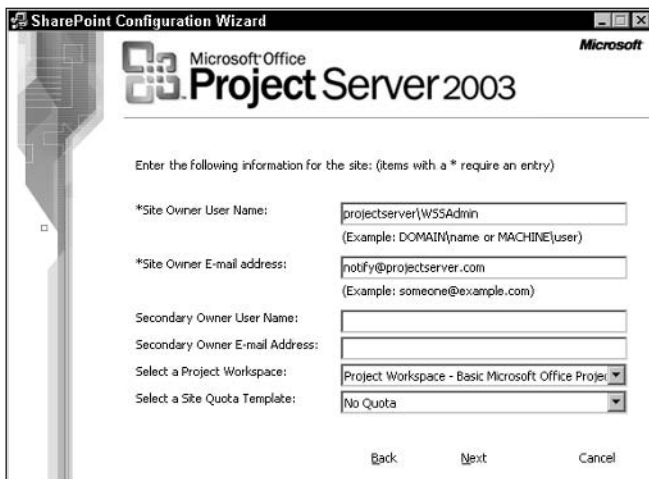 SharePoint Configuration Wizard
Microsoft
Microsoft Office
Project Server 2003
Enter the following information for the site: (items with a * require an entry)
*Site Owner User Name:
projectserver\WSSAdmin
(Example: DOMAIN\name or MACHINE\user)
*Site Owner E-mail address:
notify@projectserver.com
(Example: someone@example.com)
Secondary Owner User Name:
Secondary Owner E-mail Address:
Select a Project Workspace:
Project Workspace - Basic Microsoft Office Projec
Select a Site Quota Template:
No Quota
Back Next Cancel